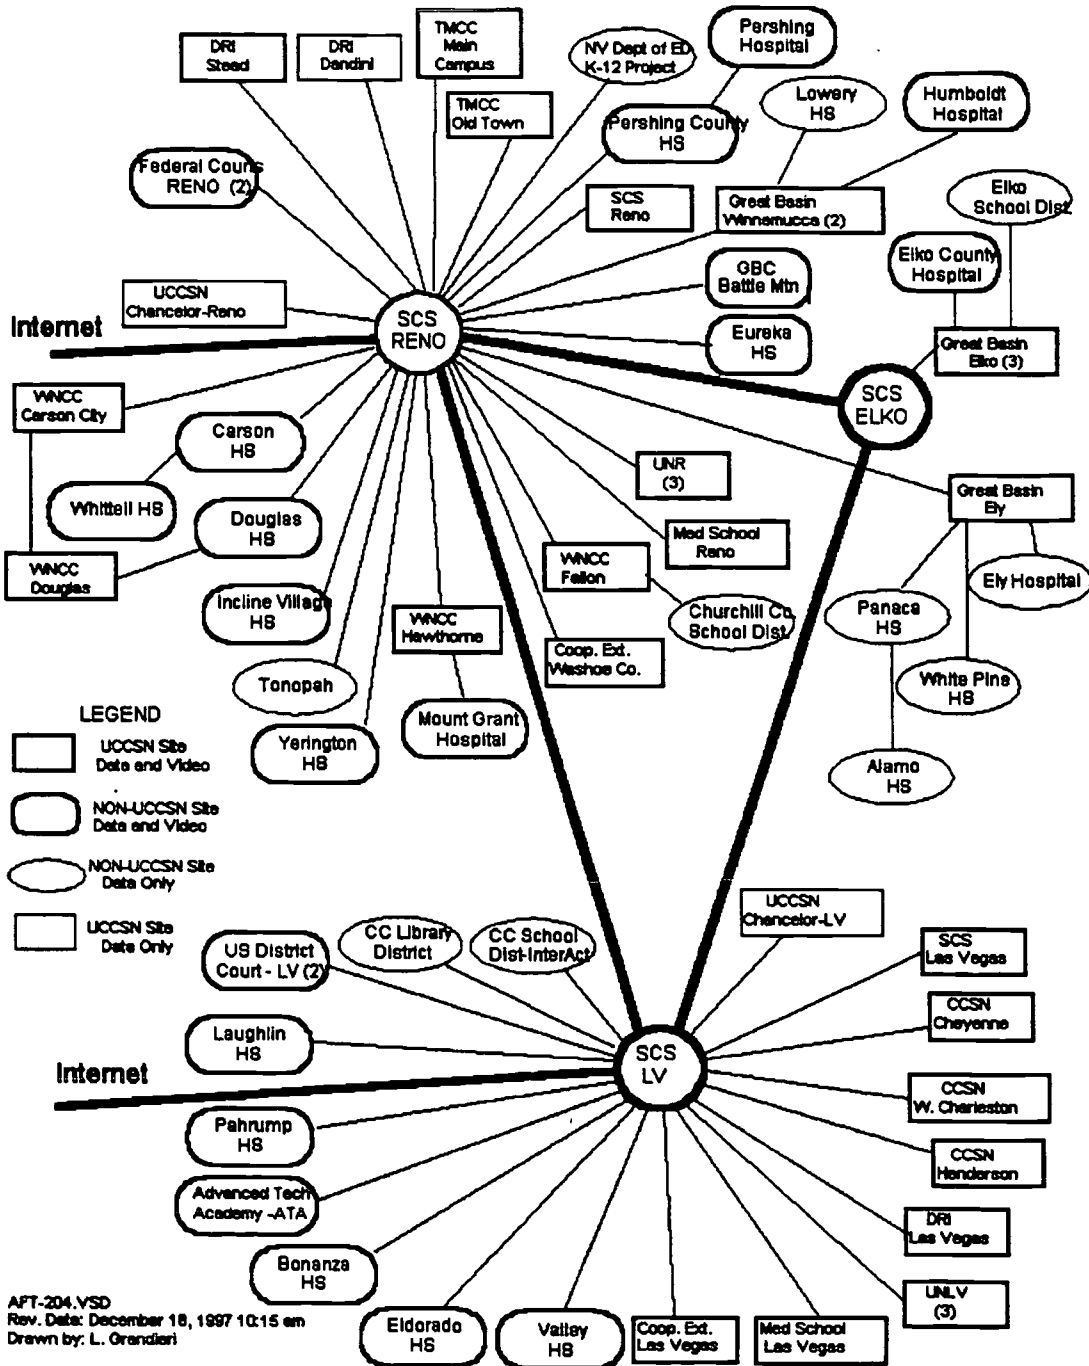 DRI
Stead
DRI
Dandini
TMCC
Main
Campus
NV Dept of ED
K-12 Project
Pershing
Hospital
TMCC
Old Town
Pershing County
HS
Lowery
HS
Humboldt
Hospital
Federal Courts
RENO (2)
SCS
Reno
Great Basin
Winnemucca (2)
Elko
School Dist.
Elko County
Hospital
GBC
Battle Mtn
UCCSN
Chancelor-Reno
Internet
SCS
RENO
Eureka
HS
Great Basin
Elko (3)
SCS
ELKO
WNCC
Carson City
Carson
HS
UNR
(3)
Great Basin
Ely
Whittell HS
Douglas
HS
Med School
Reno
WNCC
Douglas
WNCC
Fallon
Ely Hospital
Incline Village
HS
WNCC
Hawthorne
Churchill Co.
School Dist.
Panaca
HS
Coop. Ext.
Washoe Co.
Tonopah
White Pine
HS
Mount Grant
Hospital
Yerington
HS
Alamo
HS
LEGEND
UCCSN Site
Data and Video
NON-UCCSN Site
Data and Video
NON-UCCSN Site
Data Only
UCCSN Site
Data Only
UCCSN
Chancelor-LV
US District
Court - LV (2)
CC Library
District
CC School
Dist-InterAct
SCS
Las Vegas
Laughlin
HS
CCSN
Cheyenne
Internet
SCS
LV
CCSN
W. Charleston
Pahrump
HS
CCSN
Henderson
Advanced Tech
Academy -ATA
DRI
Las Vegas
Bonanza
HS
UNLV
(3)
Eldorado
HS
Valley
HS
Coop. Ext.
Las Vegas
Med School
Las Vegas
AFT-204.VSD
Rev. Date: December 18, 1997 10:15 am
Drawn by: L. Grandieri